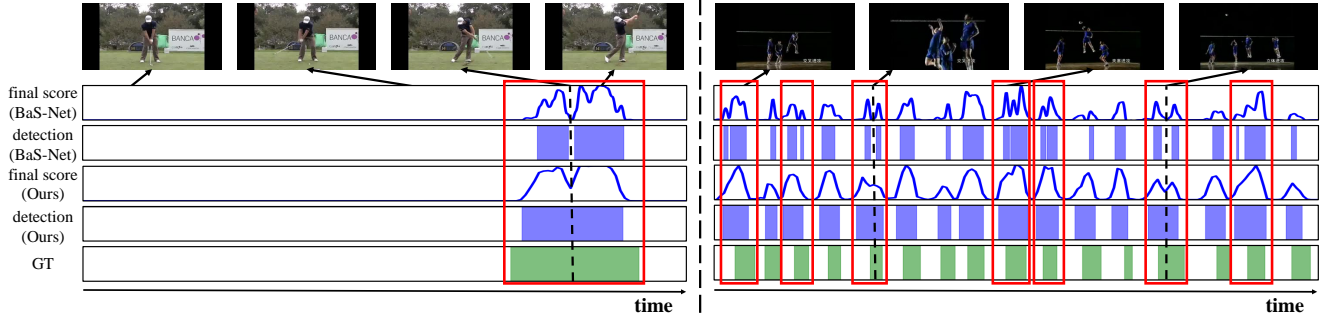 BANCA
BANCA
BANCA
final score
(BaS-Net)
detection
(BaS-Net)
final score
(Ours)
detection
(Ours)
GT
time
time